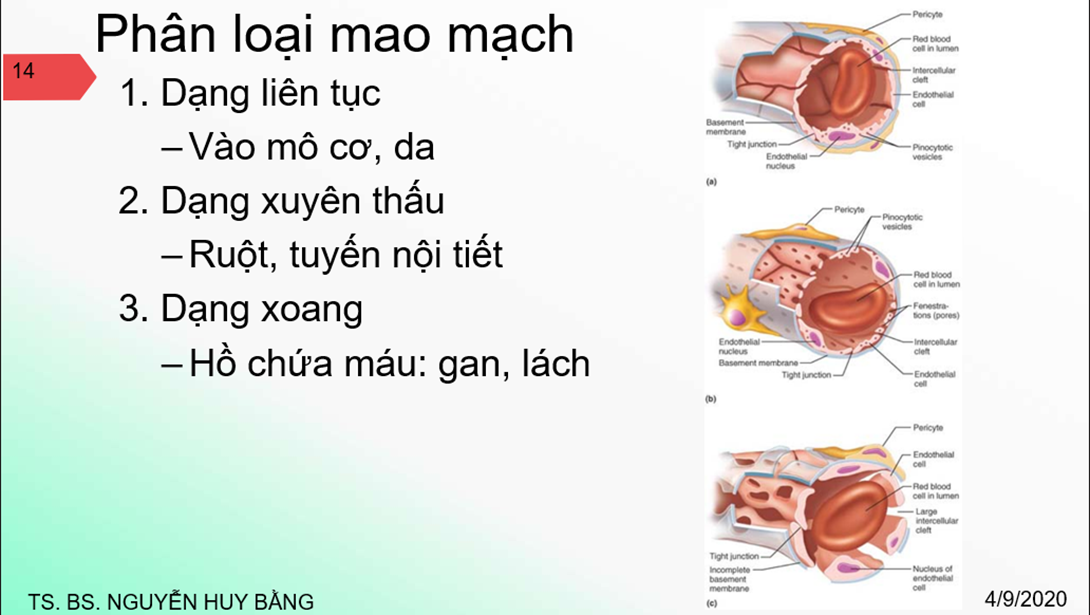 Phân loại mao mạch
14
1. Dạng liên tục
–Vào mô cơ, da
2. Dạng xuyên thấu
–Ruột, tuyến nội tiết
3. Dạng xoang
–Hồ chứa máu: gan, lách
Pericyte
Red blood
cell in lumen
Intercellular
cleft
Endothelial
cell
Basement
membrane
Tight junction
Endothelial
nucleus
Pinocytotic
vesicles
(a)
Pericyte
Pinocytotic
vesicles
Red blood
cell in lumen
Fenestra-
tions (pores)
Endothelial
nucleus
Basement membrane
Tight junction
Intercellular
cleft
Endothelial
cell
(b)
Pericyte
Endothelial
cell
Red blood
cell in lumen
Large
intercellular
cleft
Tight junction
Incomplete
basement
membrane
Nucleus of
endothelial
cell
(c)
TS. BS. NGUYỄN HUY BẰNG
4/9/2020